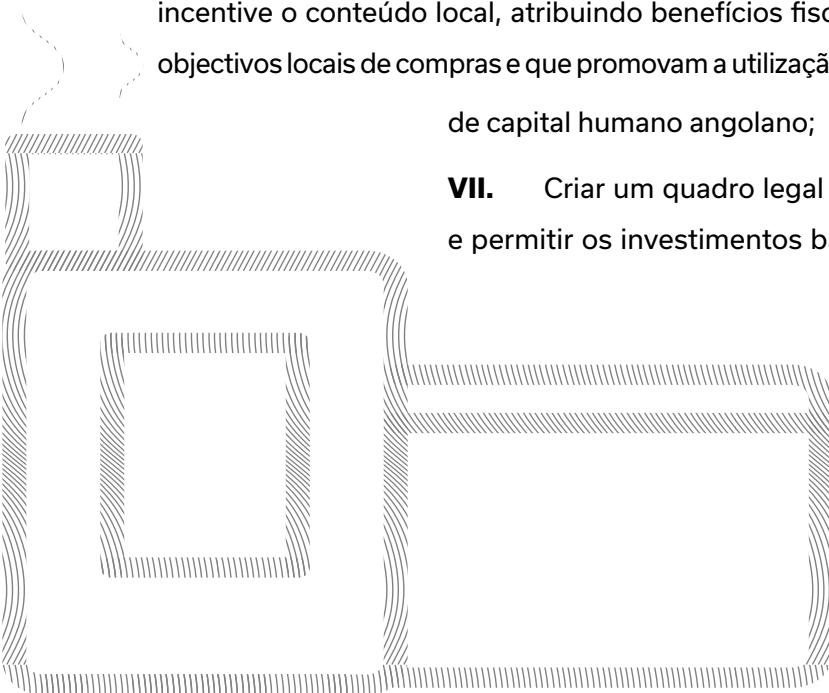 incentive o conteúdo local, atribuindo benefícios
objectivos locais de compras e que promovam a
de capital humano angolano;
VII. Criar um quadro legal
e permitir os investimentos